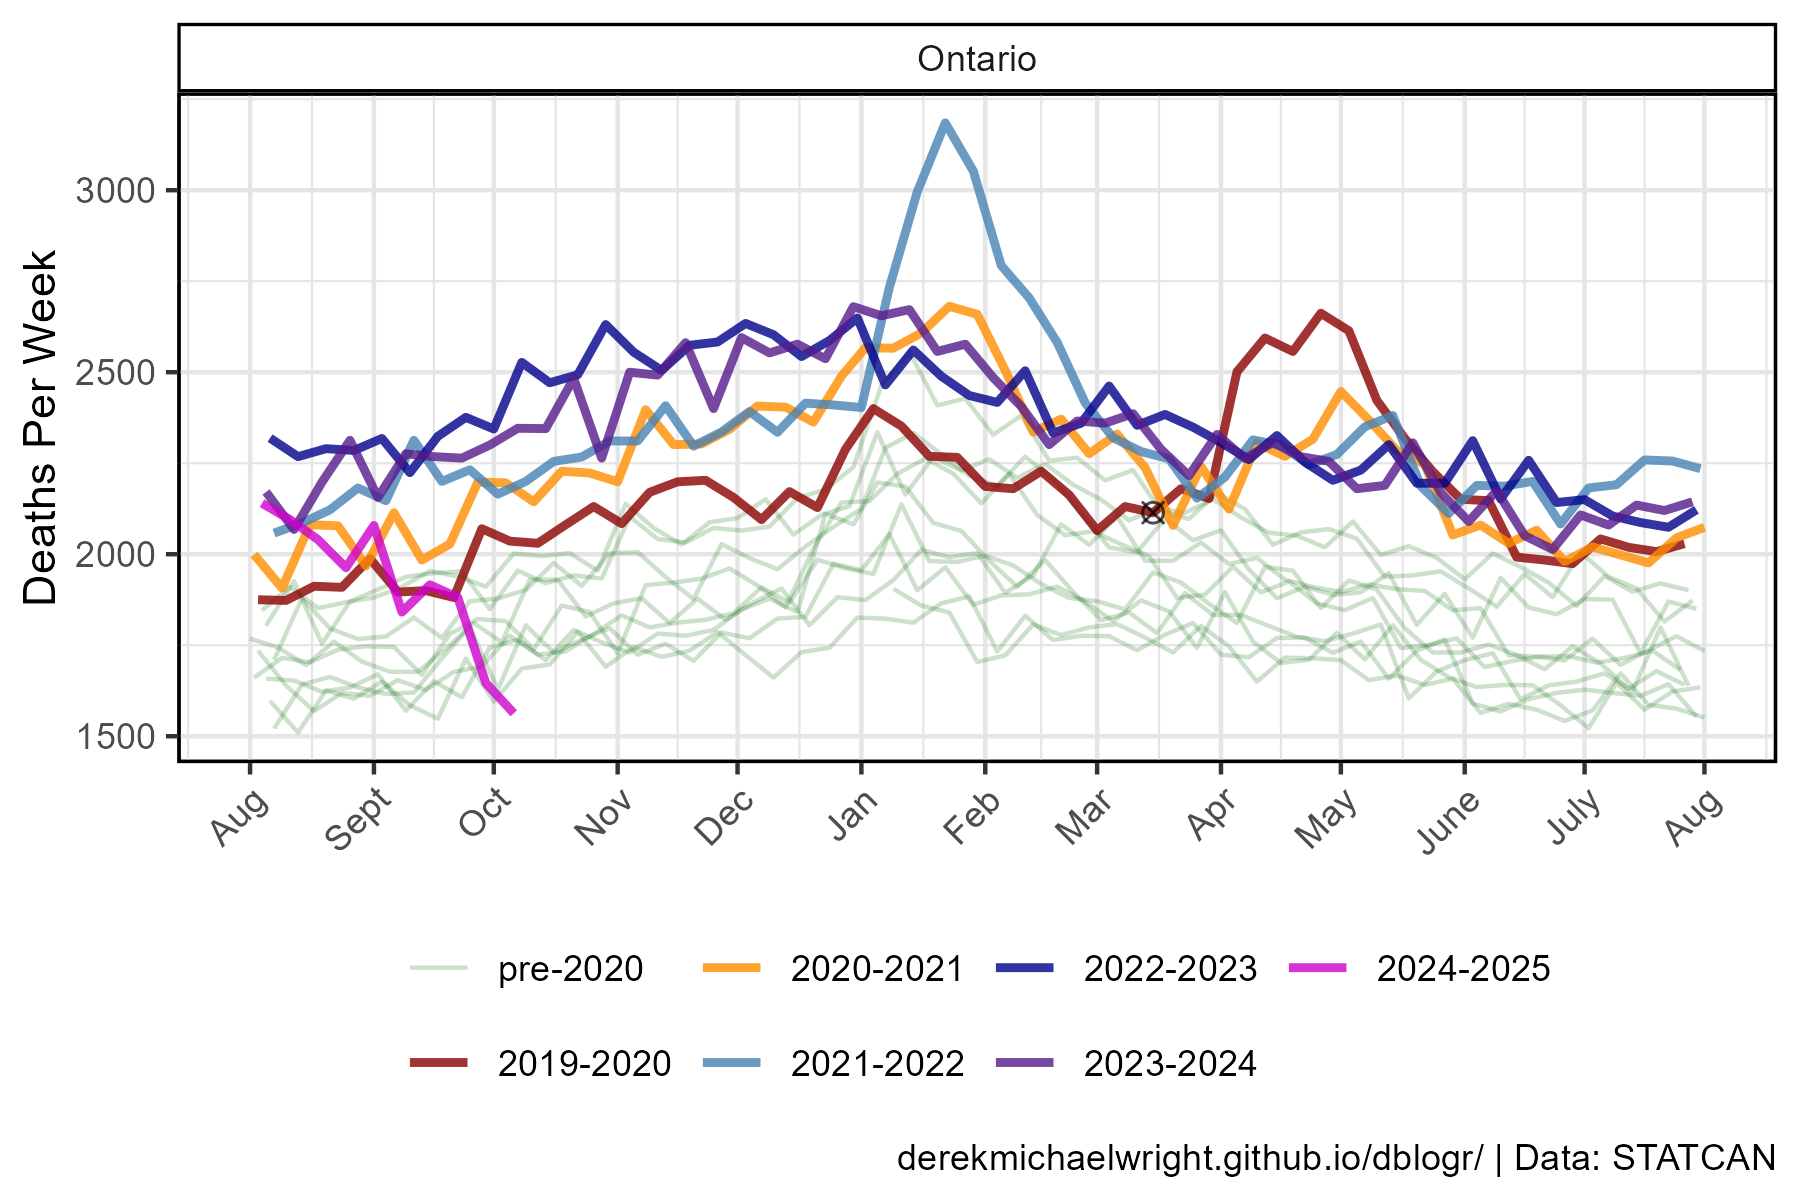 Ontario
Deaths Per Week
3000
2500
2000
1500
Aug Sept Oct Nov Dec Jan Feb Mar Apr May June July Aug
pre-2020 2020-2021 2022-2023 2024-2025
2019-2020 2021-2022 2023-2024
derekmichaelwright.github.io/dblogr/ | Data: STATCAN